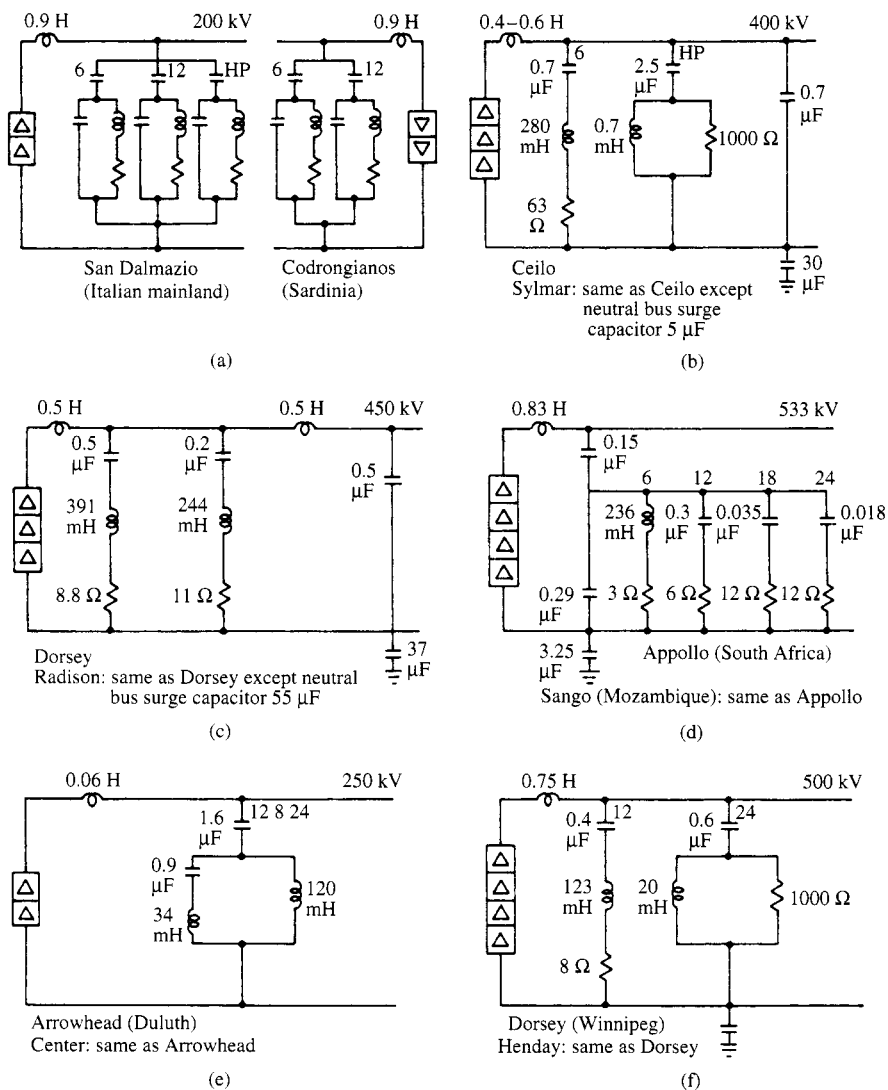 0.9 H
200 kV
0.9 H
6
12
HP
6
12
San Dalmazio
(Italian mainland)
Codrongianos
(Sardinia)
(a)
0.4–0.6 H
400 kV
6
HP
0.7
µF
2.5
µF
0.7
µF
280
mH
0.7
mH
1000 Ω
63
Ω
30
µF
Ceilo
Sylmar: same as Ceilo except
neutral bus surge
capacitor 5 µF
(b)
0.5 H
0.5 H
450 kV
0.5
µF
0.2
µF
0.5
µF
391
mH
244
mH
8.8 Ω
11 Ω
37
µF
Dorsey
Radison: same as Dorsey except neutral
bus surge capacitor 55 µF
(c)
0.83 H
533 kV
0.15
µF
6
12
18
24
236
mH
0.3
µF
0.035
µF
0.018
µF
0.29
µF
3 Ω
6 Ω
12 Ω
12 Ω
3.25
µF
Appollo (South Africa)
Sango (Mozambique): same as Appollo
(d)
0.06 H
250 kV
1.6
µF
12 8 24
0.9
µF
34
mH
120
mH
Arrowhead (Duluth)
Center: same as Arrowhead
(e)
0.75 H
500 kV
12
24
0.4
µF
0.6
µF
123
mH
20
mH
1000 Ω
8 Ω
Dorsey (Winnipeg)
Henday: same as Dorsey
(f)